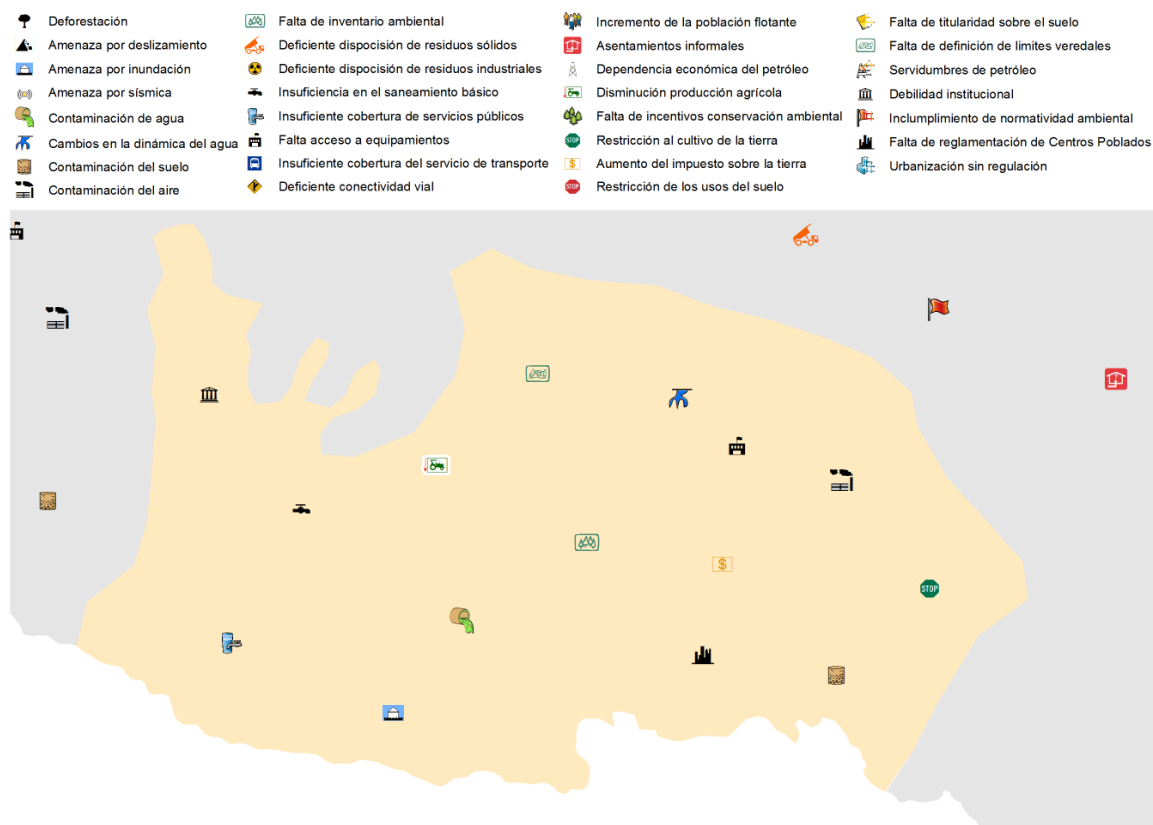 Deforestación
Amenaza por deslizamiento
Amenaza por inundación
Amenaza por sísmica
Contaminación de agua
Cambios en la dinámica del agua
Contaminación del suelo
Contaminación del aire
Falta de inventario ambiental
Deficiente disposción de residuos sólidos
Deficiente disposción de residuos industriales
Insuficiencia en el saneamiento básico
Insuficiente cobertura de servicios públicos
Falta acceso a equipamientos
Insuficiente cobertura del servicio de transporte
Deficiente conectividad vial
Incremento de la población flotante
Asentamientos informales
Dependencia económica del petróleo
Disminución producción agrícola
Falta de incentivos conservación ambiental
STOP Restricción al cultivo de la tierra
$ Aumento del impuesto sobre la tierra
STOP Restricción de los usos del suelo
Falta de titularidad sobre el suelo
Falta de definición de limites veredales
Servidumbres de petróleo
Debilidad institucional
Inclumplimiento de normatividad ambiental
Falta de reglamentación de Centros Poblados
Urbanización sin regulación
$
STOP